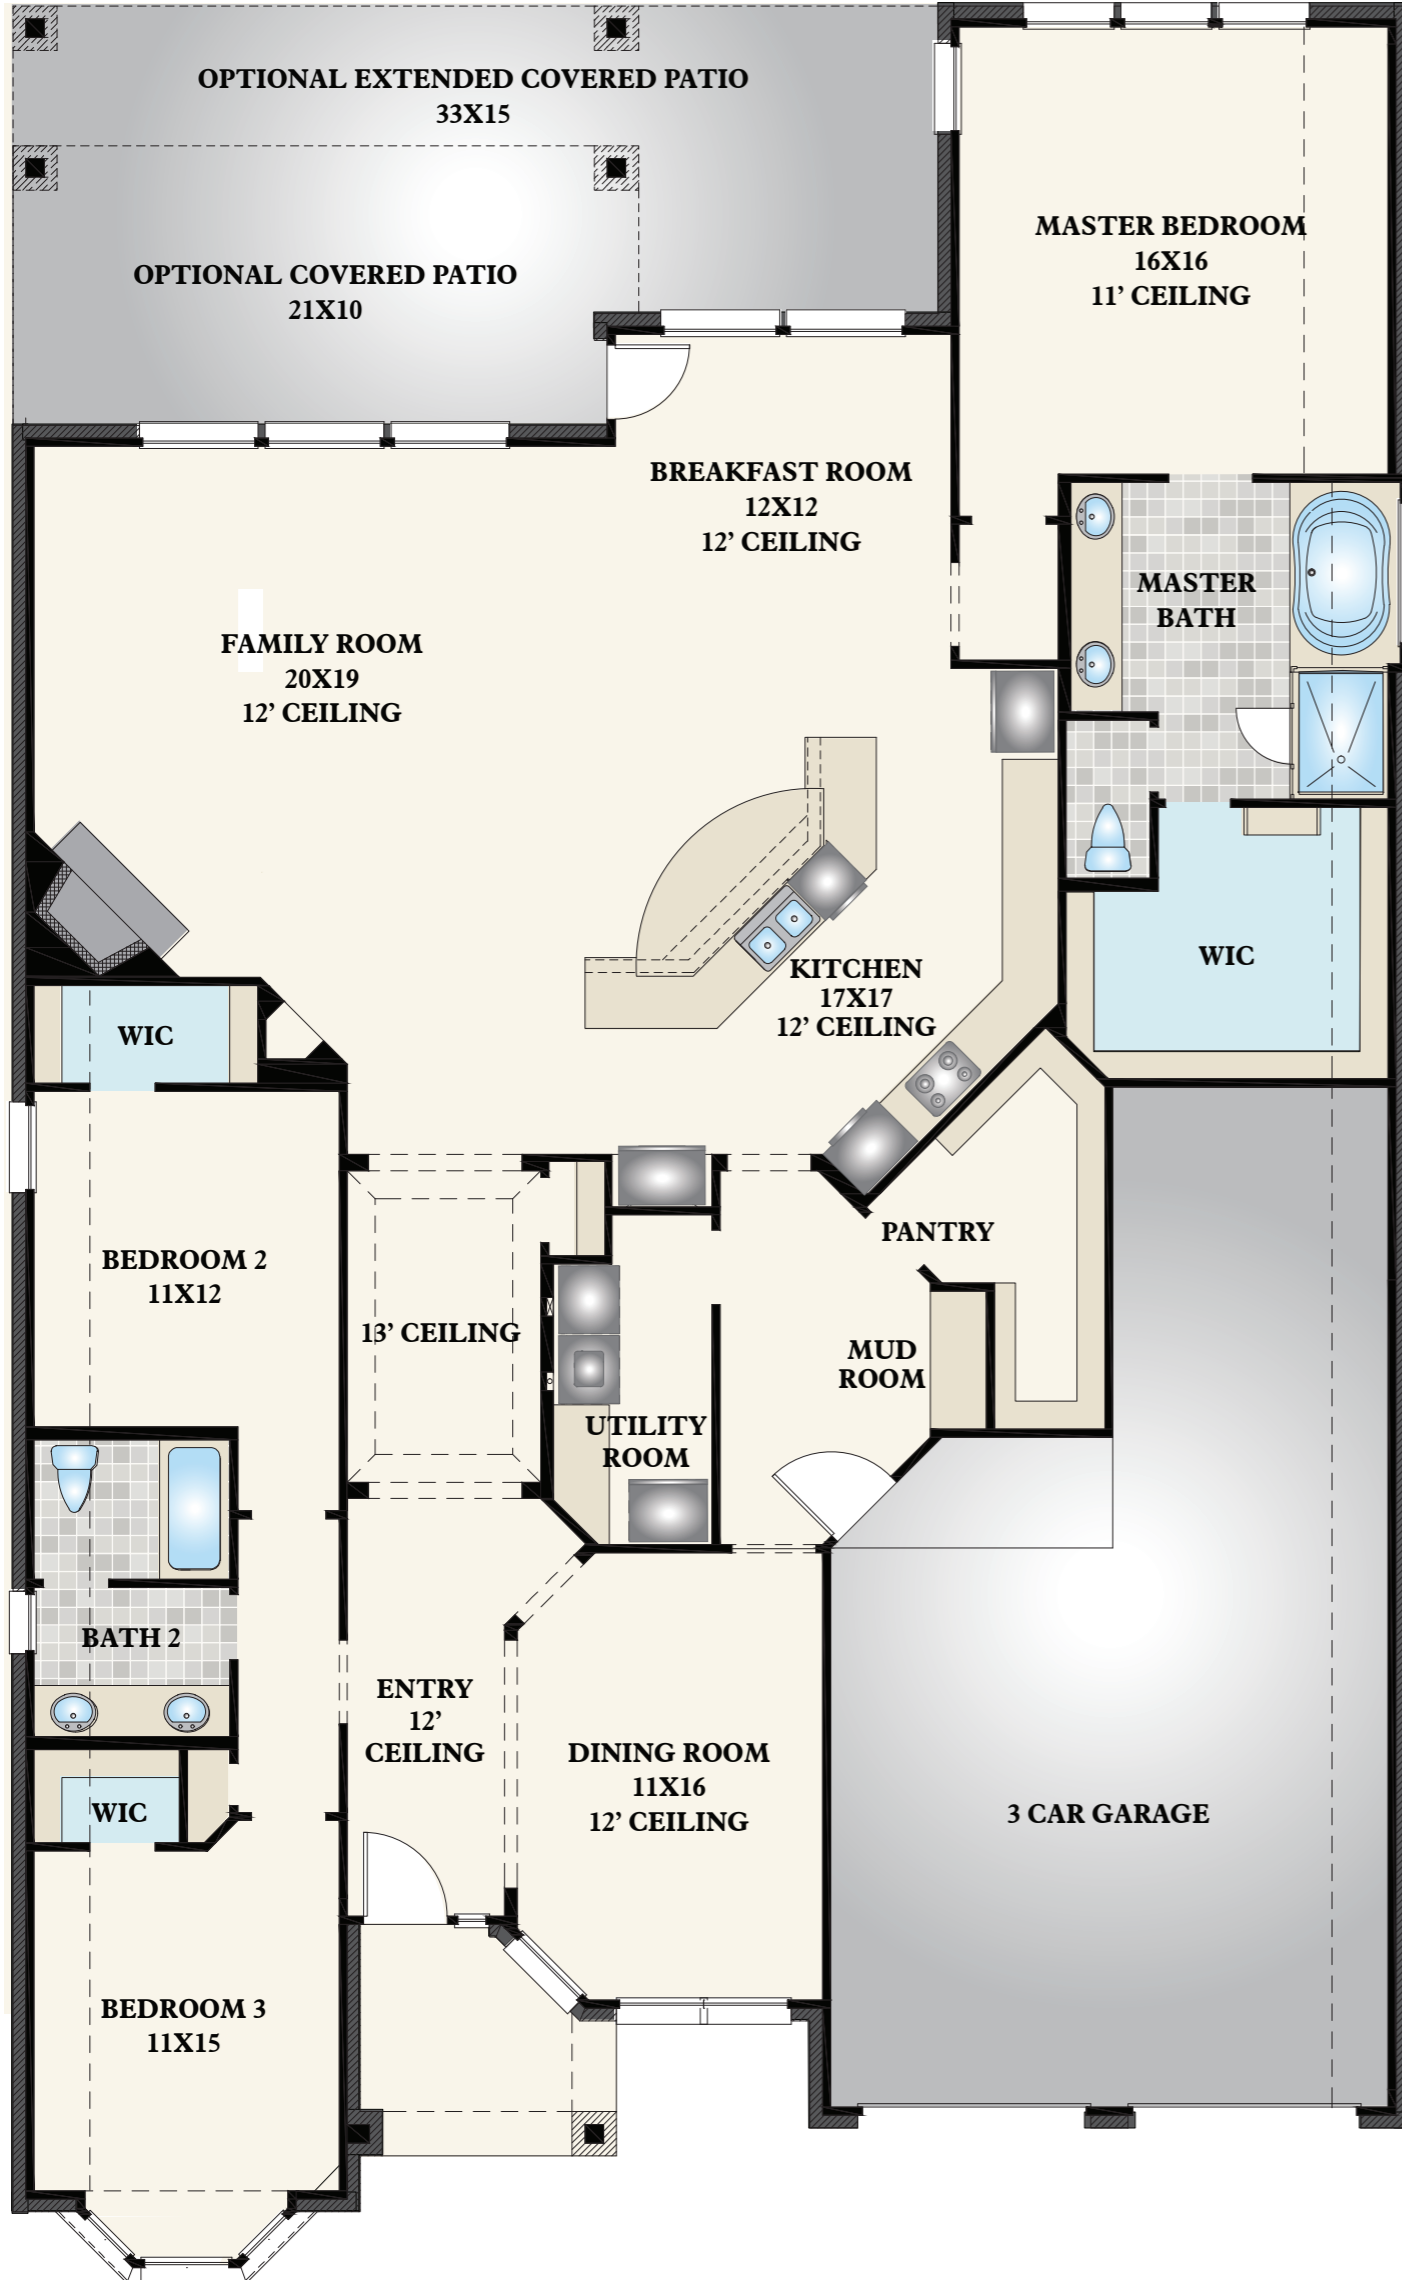 OPTIONAL EXTENDED COVERED PATIO
33X15
OPTIONAL COVERED PATIO
21X10
MASTER BEDROOM
16X16
11’ CEILING
BREAKFAST ROOM
12X12
12’ CEILING
FAMILY ROOM
20X19
12’ CEILING
MASTER
BATH
KITCHEN
17X17
12’ CEILING
WIC
WIC
BEDROOM 2
11X12
13’ CEILING
PANTRY
MUD
ROOM
UTILITY
ROOM
BATH 2
ENTRY
12’
CEILING
DINING ROOM
11X16
12’ CEILING
WIC
3 CAR GARAGE
BEDROOM 3
11X15